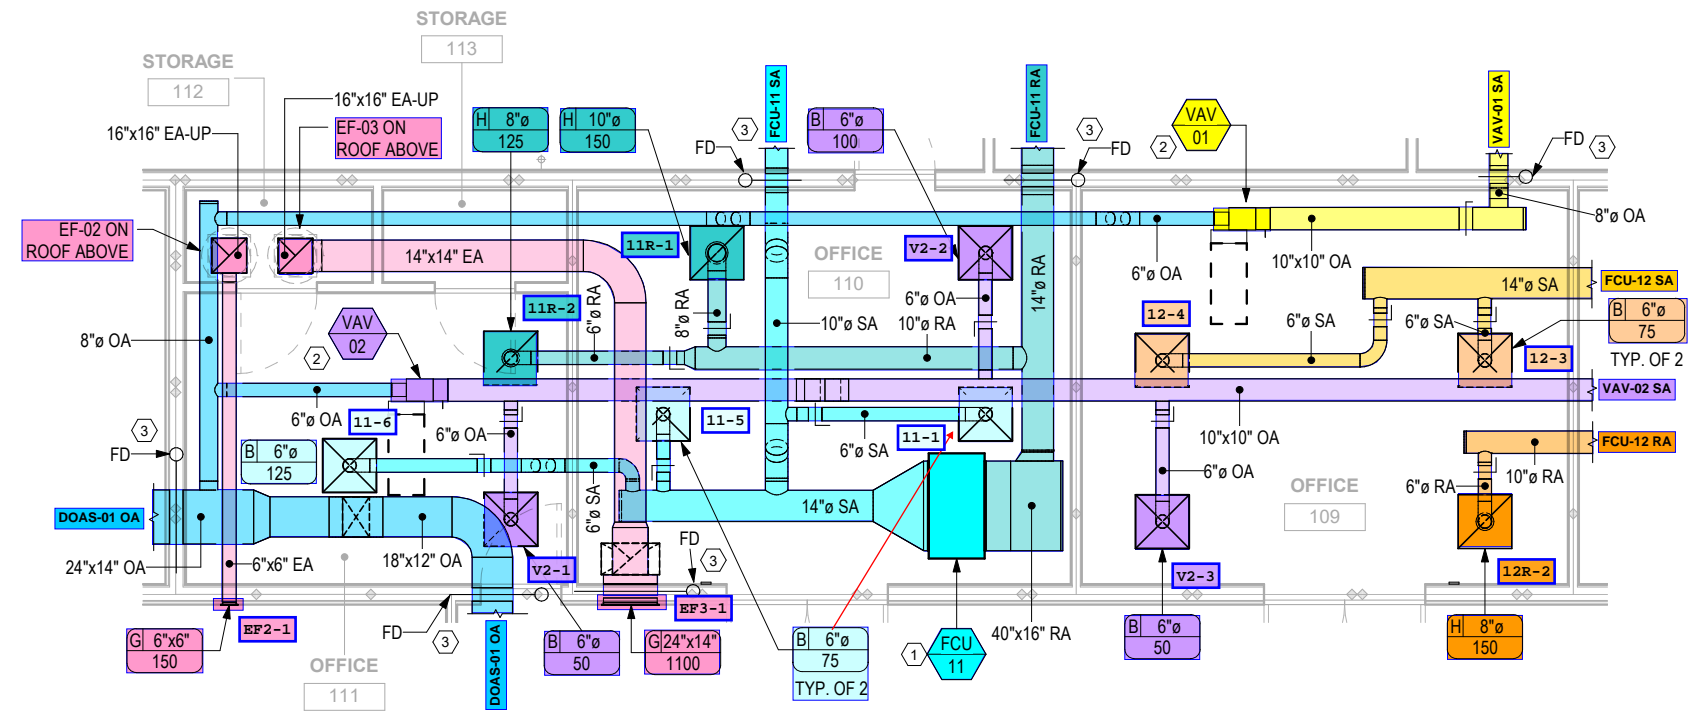 STORAGE
113
STORAGE
112
16"x16" EA-UP
16"x16" EA-UP
EF-03 ON
ROOF ABOVE
H 8"ø
125
H 10"ø
150
3
FCU-11 SA
B 6"ø
100
FCU-11 RA
3
FD
FD
2
VAV
01
VAV-01 SA
FD
3
EF-02 ON
ROOF ABOVE
14"x14" EA
11R-1
OFFICE
110
V2-2
14"ø RA
6"ø OA
10"x10" OA
8"ø OA
FCU-12 SA
14"ø SA
11R-2
6"ø RA
8"ø RA
10"ø SA
6"ø OA
10"ø RA
12-4
6"ø SA
6"ø SA
B 6"ø
75
TYP. OF 2
12-3
8"ø OA
VAV
02
2
VAV-02 SA
6"ø OA
11-6
6"ø OA
11-5
11-1
6"ø SA
10"x10" OA
3
FD
B 6"ø
125
FCU-12 RA
6"ø OA
6"ø RA
10"ø RA
OFFICE
109
DOAS-01 OA
6"ø SA
14"ø SA
40"x16" RA
24"x14" OA
6"x6" EA
18"x12" OA
FD
3
V2-1
V2-3
12R-2
EF2-1
EF3-1
G 6"x6"
150
FD
3
DOAS-01 OA
OFFICE
111
B 6"ø
50
G 24"x14"
1100
B 6"ø
75
TYP. OF 2
1
FCU
11
B 6"ø
50
H 8"ø
150